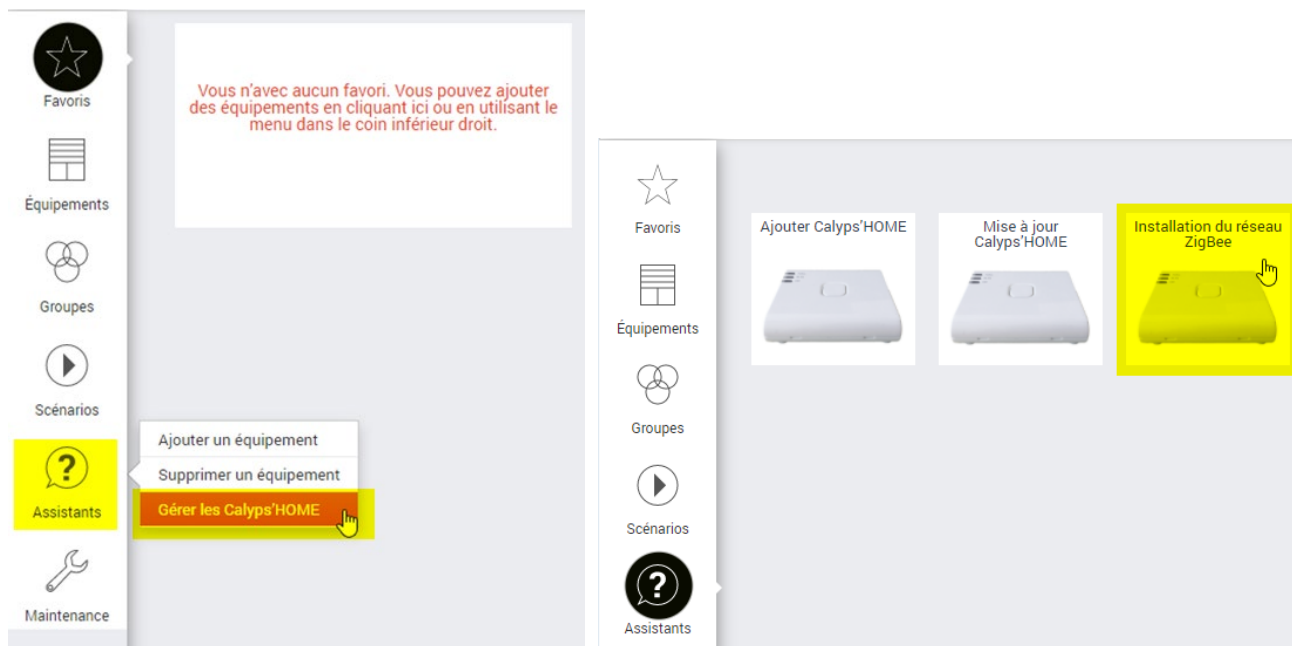 Favoris
Vous n'avec aucun favori. Vous pouvez ajouter
des équipements en cliquant ici ou en utilisant le
menu dans le coin inférieur droit.
Équipements
Groupes
Scénarios
Assistants
Ajouter un équipement
Supprimer un équipement
Gérer les Calyps'HOME
Maintenance
Favoris
Ajouter Calyps'HOME
Mise à jour
Calyps'HOME
Installation du réseau
ZigBee
Équipements
Groupes
Scénarios
Assistants